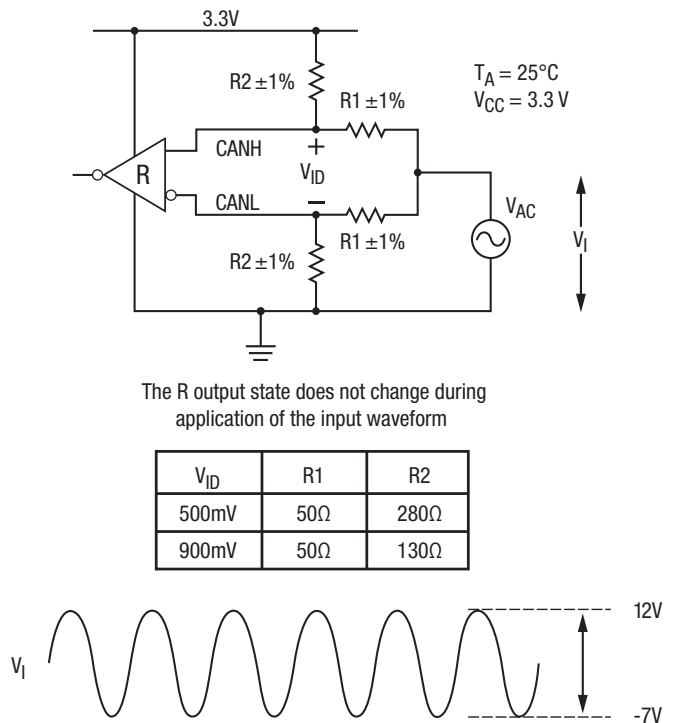 3.3V
R2 ±1%
R1 ±1%
T_A = 25°C
V_CC = 3.3 V
CANH
+
R
V_ID
CANL
−
V_AC
V_I
R1 ±1%
R2 ±1%
The R output state does not change during
application of the input waveform
V_ID R1 R2
500mV 50Ω 280Ω
900mV 50Ω 130Ω
12V
V_I
-7V